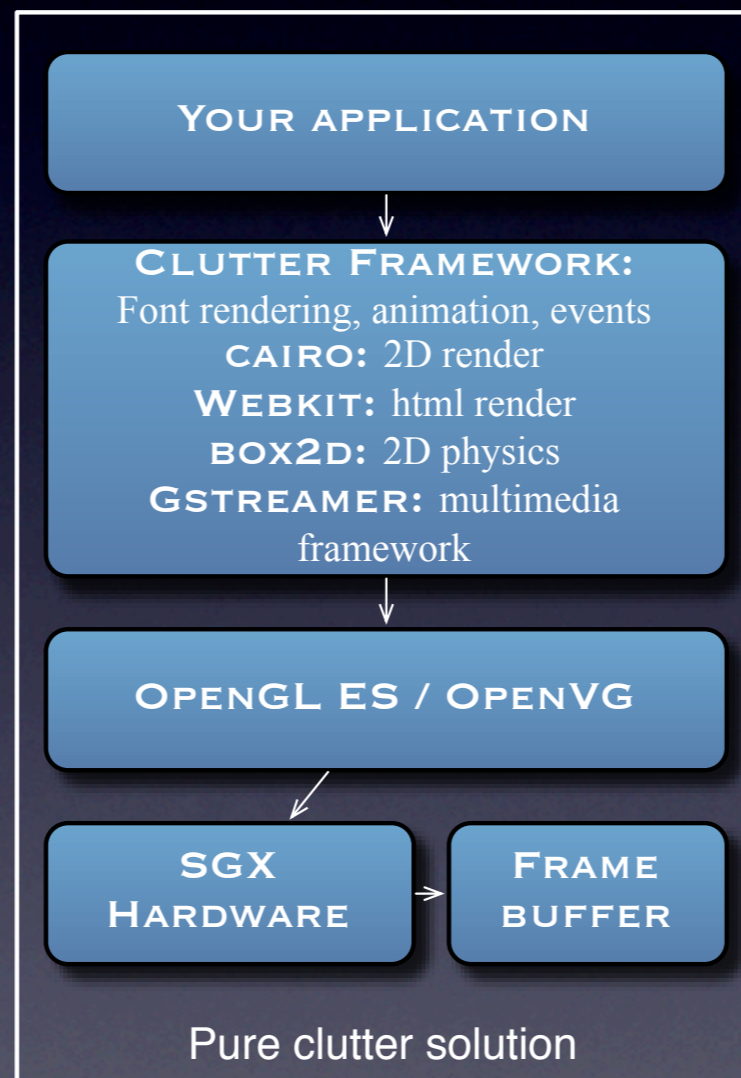 Your application
Clutter Framework:
Font rendering, animation, events
cairo: 2D render
Webkit: html render
box2d: 2D physics
Gstreamer: multimedia
framework
OpenGL ES / OpenVG
SGX
Hardware
Frame
buffer
Pure clutter solution